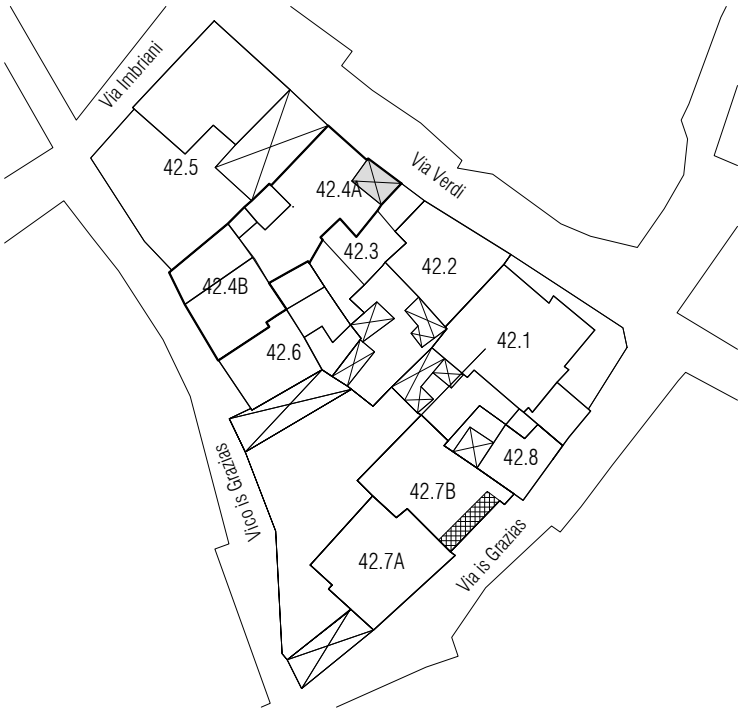 Via Imbriani
Via Verdi
42.5
42.4A
42.3
42.2
42.4B
42.1
42.6
42.8
Vico is Grazias
42.7B
42.7A
Via is Grazias